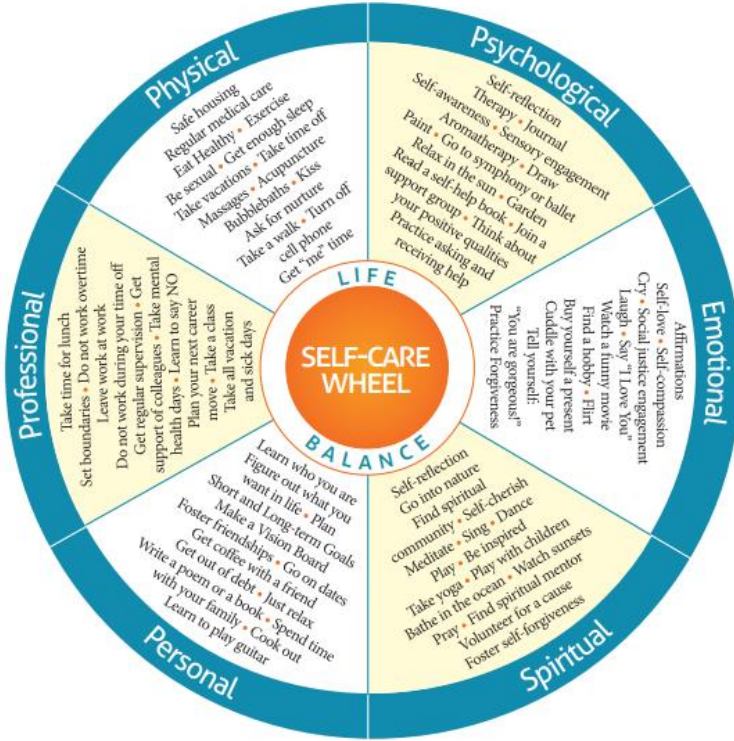 Physical
Safe housing
Regular medical care
Eat Healthy • Exercise
Be sexual • Get enough sleep
Take vacations • Take time off
Massages • Acupuncture
Bubblebaths • Kiss
Ask for nurture
Take a walk • Turn off
cell phone
Get “me” time
Psychological
Self-reflection
Therapy • Journal
Self-awareness • Sensory engagement
Aromatherapy • Draw
Paint • Go to symphony or ballet
Relax in the sun • Garden
Read a self-help book • Join a
support group • Think about
your positive qualities
Practice asking and
receiving help
Emotional
Affirmations
Self-love • Self-compassion
Cry • Social justice engagement
Laugh • Say “I Love You”
Watch a funny movie
Find a hobby • Flirt
Buy yourself a present
Cuddle with your pet
Tell yourself:
“You are gorgeous!”
Practice Forgiveness
Spiritual
Self-reflection
Go into nature
Find spiritual
community • Self-cherish
Meditate • Sing • Dance
Play • Be inspired
Take yoga • Play with children
Bathe in the ocean • Watch sunsets
Pray • Find spiritual mentor
Volunteer for a cause
Foster self-forgiveness
Personal
Learn who you are
Figure out what you
want in life • Plan
Short and Long-term Goals
Make a Vision Board
Foster friendships • Go on dates
Get coffee with a friend
Get out of debt • Just relax
Write a poem or a book • Spend time
with your family • Cook out
Learn to play guitar
Professional
Take time for lunch
Set boundaries • Do not work overtime
Leave work at work
Do not work during your time off
Get regular supervision • Get
support of colleagues • Take mental
health days • Learn to say NO
Plan your next career
move • Take a class
Take all vacation
and sick days
LIFE
SELF-CARE
WHEEL
BALANCE